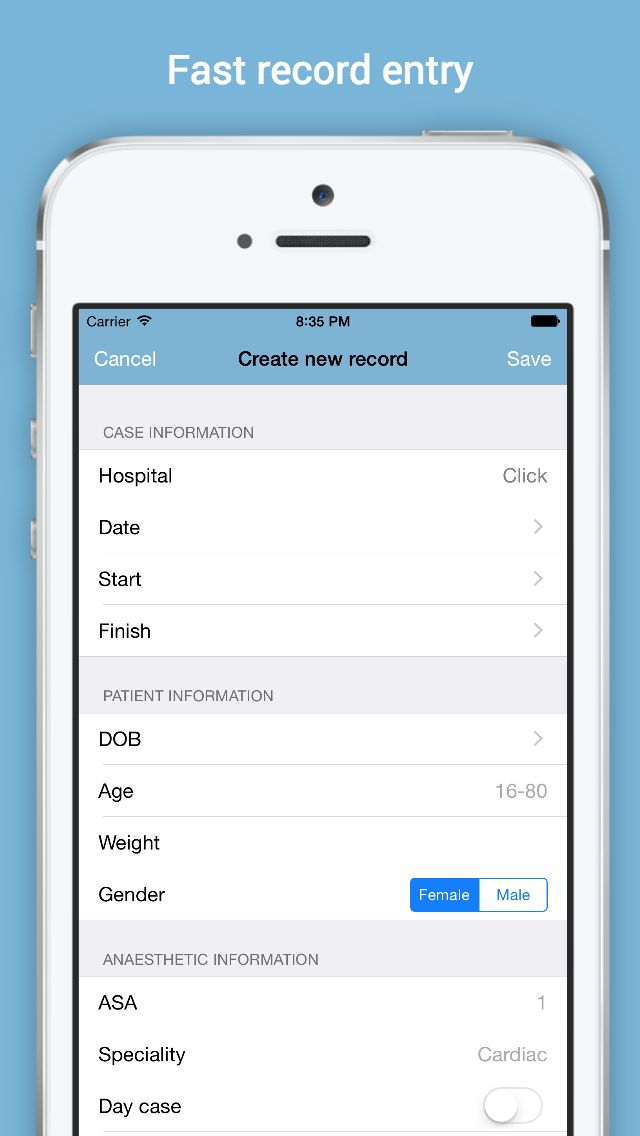 Fast record entry
Carrier 8:35 PM
Cancel Create new record Save
CASE INFORMATION
Hospital Click
Date
Start
Finish
PATIENT INFORMATION
DOB
Age 16-80
Weight
Gender Female Male
ANAESTHETIC INFORMATION
ASA 1
Speciality Cardiac
Day case